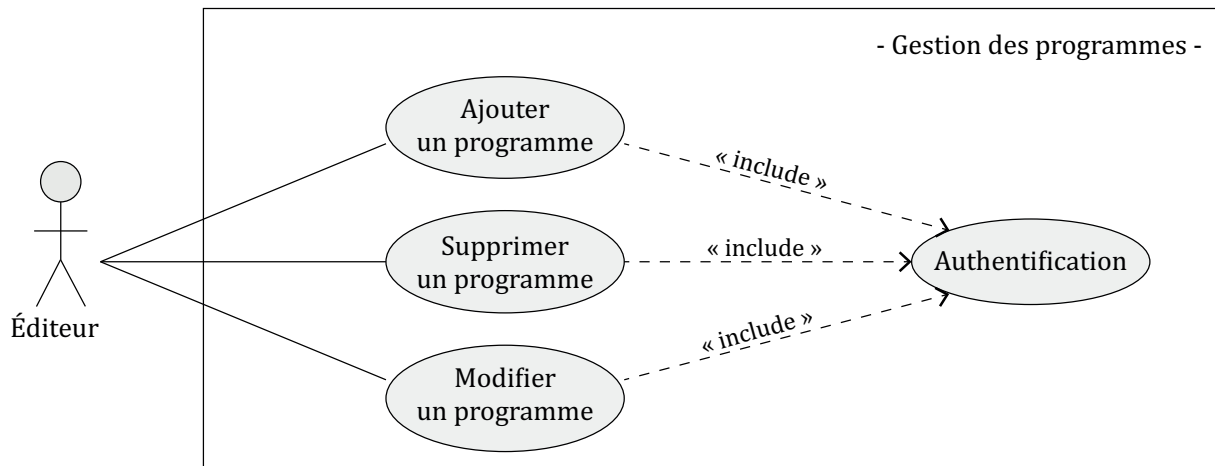 - Gestion des programmes -
Ajouter
un programme
« include »
Supprimer
un programme
« include »
Authentification
Éditeur
« include »
Modifier
un programme